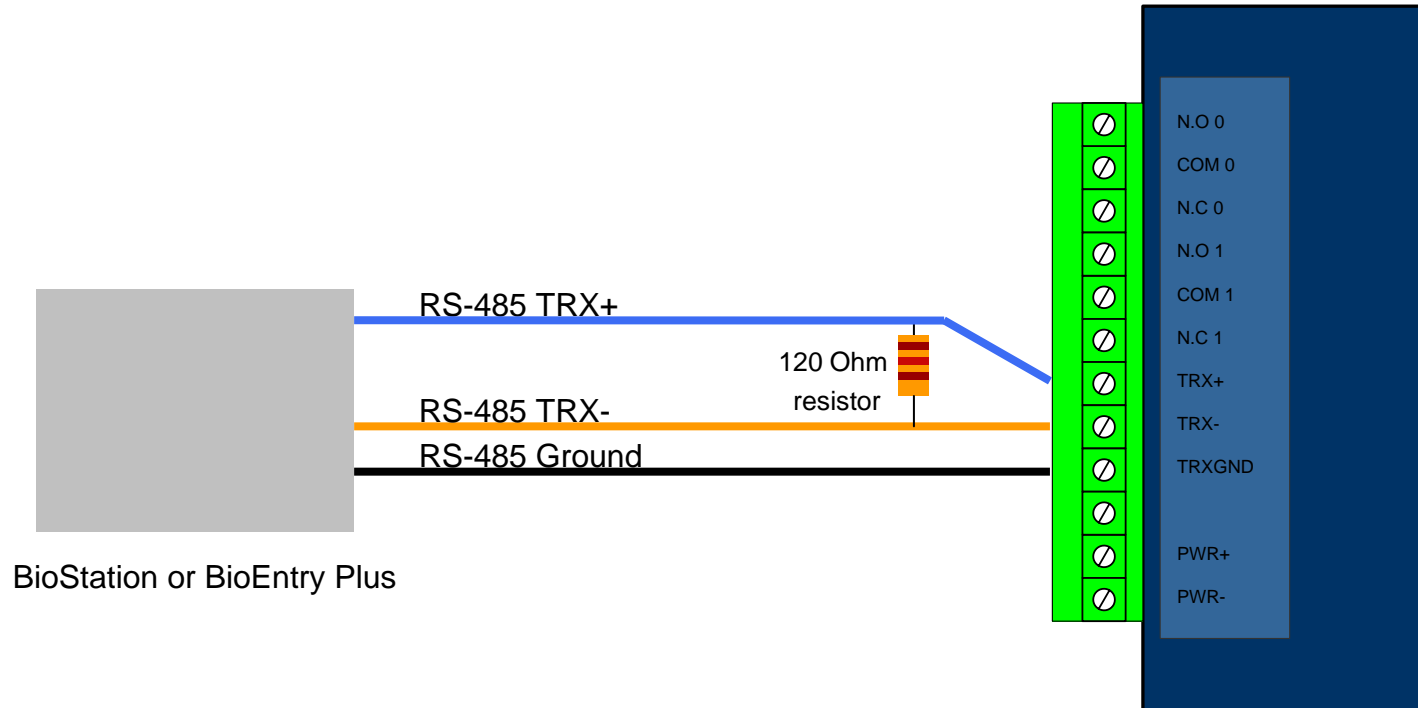 RS-485 TRX+
120 Ohm
resistor
RS-485 TRX-
RS-485 Ground
BioStation or BioEntry Plus
N.O 0
COM 0
N.C 0
N.O 1
COM 1
N.C 1
TRX+
TRX-
TRXGND
PWR+
PWR-